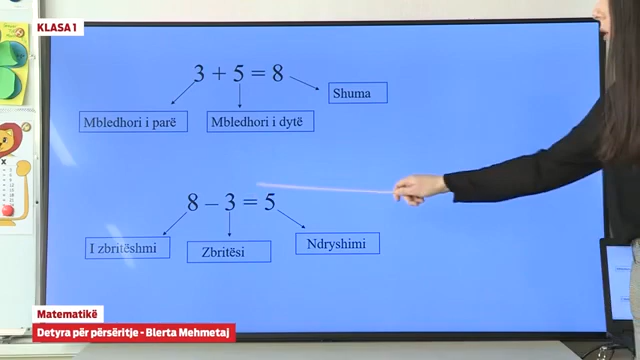 KLASA 1
3 + 5 = 8
Shuma
Mbledhori i parë
Mbledhori i dytë
8 – 3 = 5
I zbritëshmi
Zbritësi
Ndryshimi
Matematikë
Detyra për përsëritje - Blerta Mehmetaj